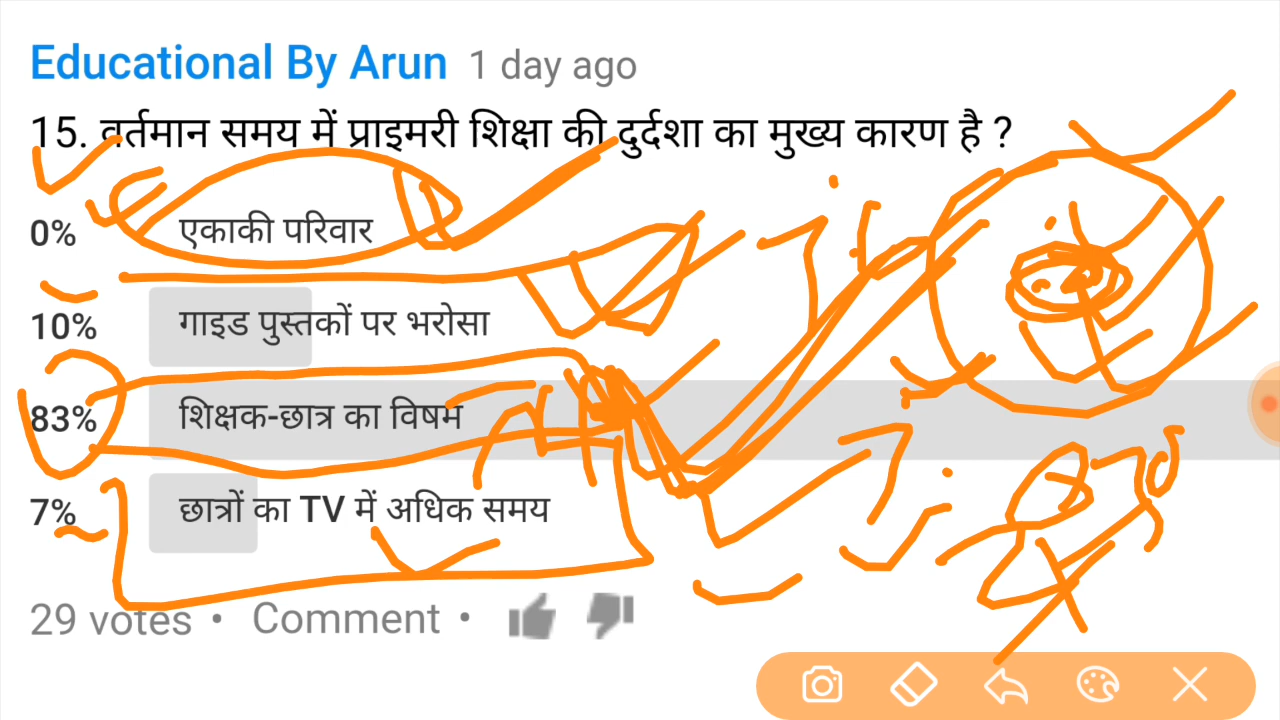 Educational By Arun 1 day ago
15. वर्तमान समय में प्राइमरी शिक्षा की दुर्दशा का मुख्य कारण है ?
0% एकाकी परिवार
10% गाइड पुस्तकों पर भरोसा
83% शिक्षक-छात्र का विषम
7% छात्रों का TV में अधिक समय
29 votes • Comment •